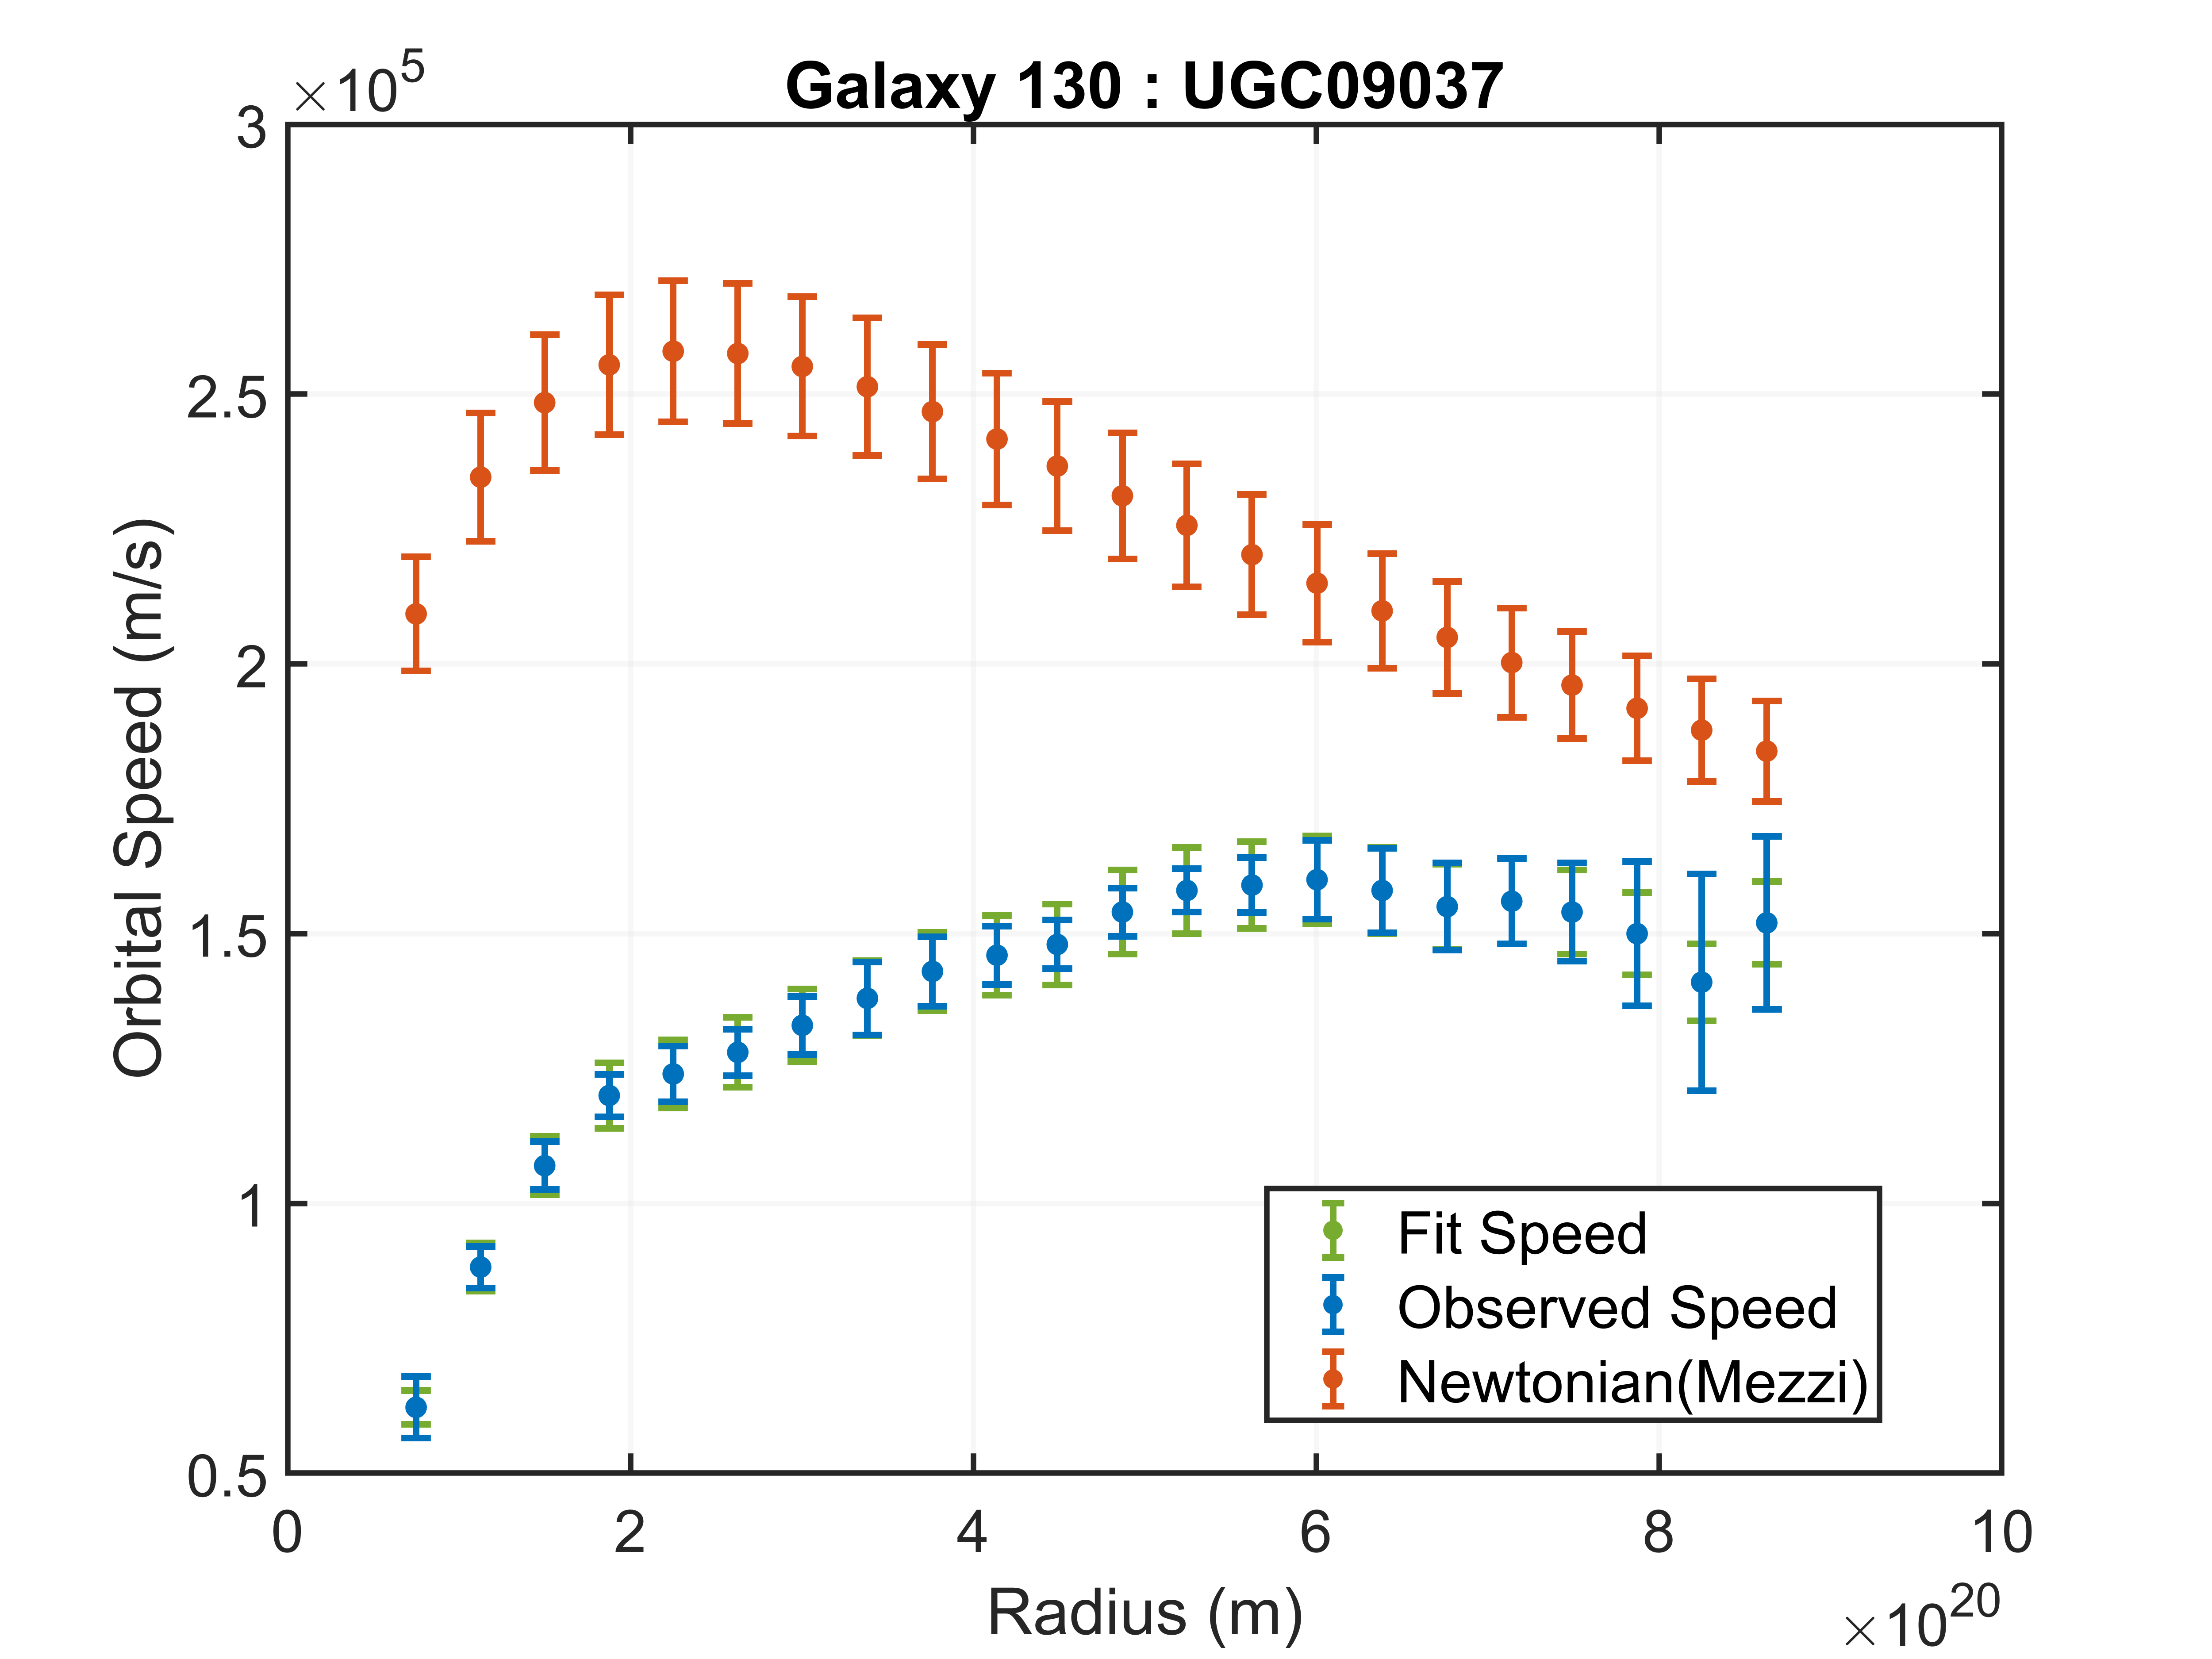 ×10^5
Galaxy 130 : UGC09037
3
2.5
2
1.5
1
0.5
Orbital Speed (m/s)
Fit Speed
Observed Speed
Newtonian(Mezzi)
0 2 4 6 8 10
Radius (m)
×10^20